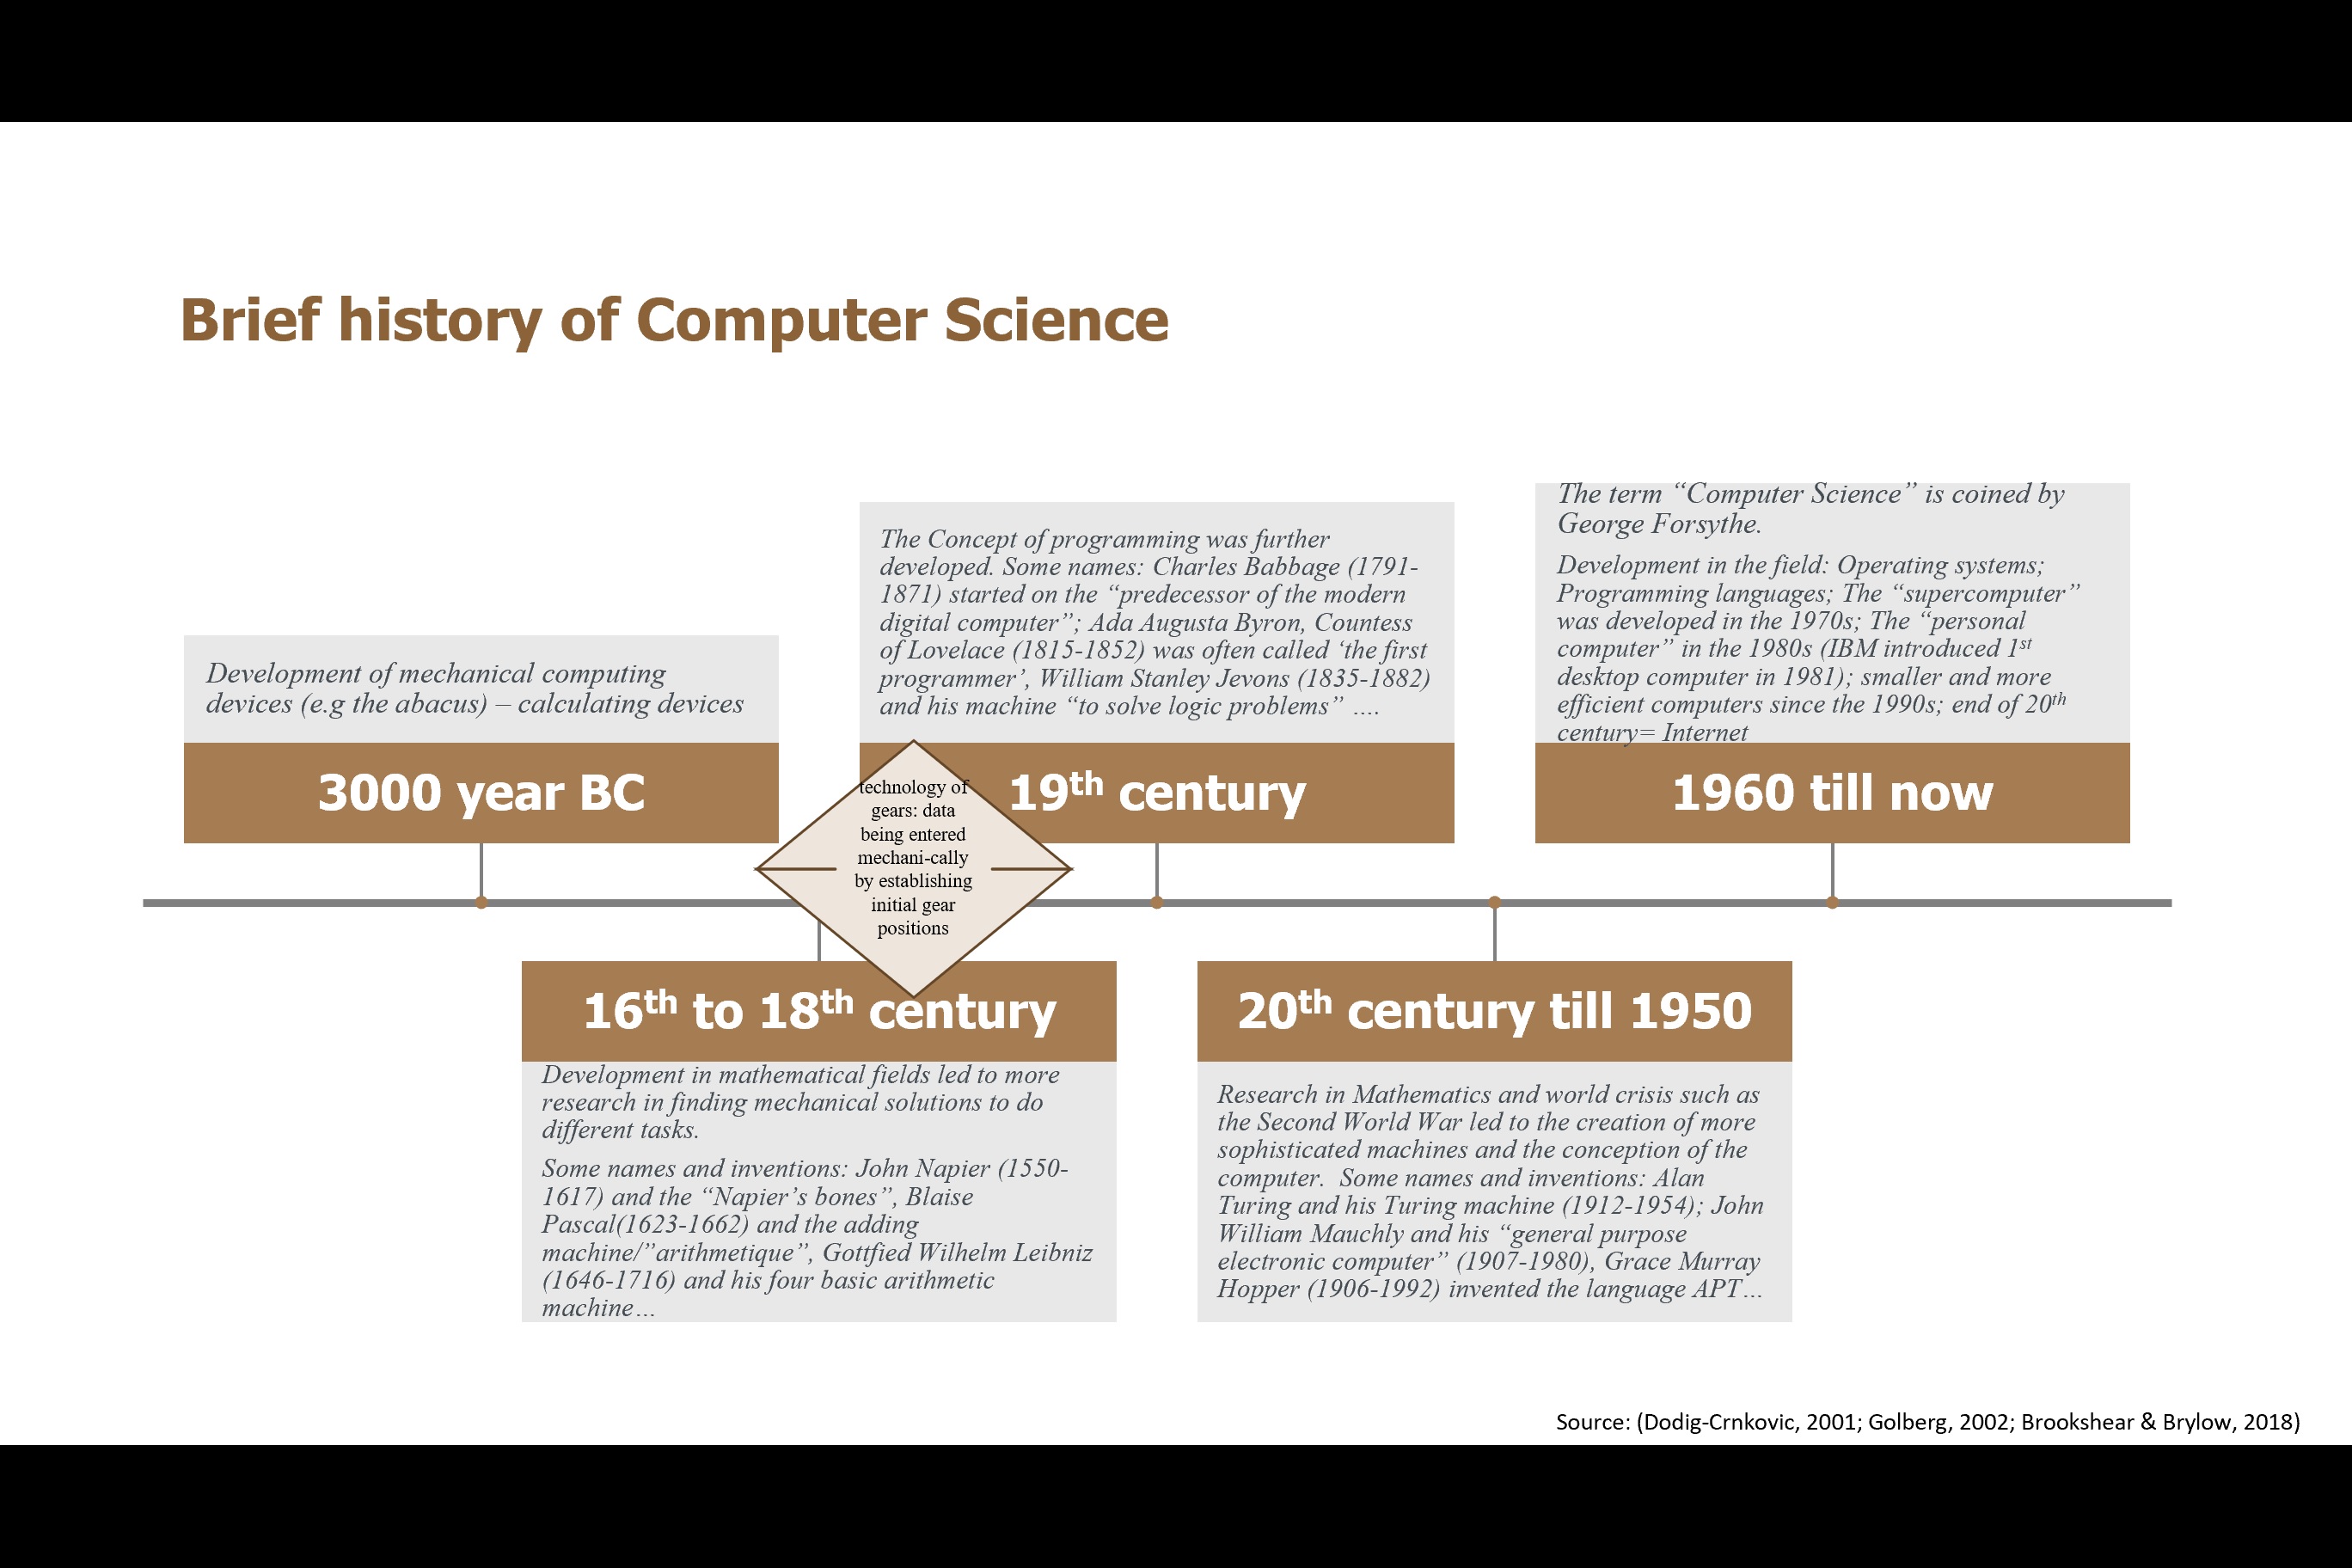 Brief history of Computer Science
Development of mechanical computing
devices (e.g the abacus) – calculating devices
3000 year BC
technology of
gears: data
being entered
mechani-cally
by establishing
initial gear
positions
16th to 18th century
Development in mathematical fields led to more
research in finding mechanical solutions to do
different tasks.
Some names and inventions: John Napier (1550-
1617) and the “Napier’s bones”, Blaise
Pascal(1623-1662) and the adding
machine/”arithmetique”, Gottfied Wilhelm Leibniz
(1646-1716) and his four basic arithmetic
machine…
The Concept of programming was further
developed. Some names: Charles Babbage (1791-
1871) started on the “predecessor of the modern
digital computer”; Ada Augusta Byron, Countess
of Lovelace (1815-1852) was often called ‘the first
programmer’, William Stanley Jevons (1835-1882)
and his machine “to solve logic problems” ….
19th century
20th century till 1950
Research in Mathematics and world crisis such as
the Second World War led to the creation of more
sophisticated machines and the conception of the
computer.  Some names and inventions: Alan
Turing and his Turing machine (1912-1954); John
William Mauchly and his “general purpose
electronic computer” (1907-1980), Grace Murray
Hopper (1906-1992) invented the language APT…
The term “Computer Science” is coined by
George Forsythe.
Development in the field: Operating systems;
Programming languages; The “supercomputer”
was developed in the 1970s; The “personal
computer” in the 1980s (IBM introduced 1st
desktop computer in 1981); smaller and more
efficient computers since the 1990s; end of 20th
century= Internet
1960 till now
Source: (Dodig-Crnkovic, 2001; Golberg, 2002; Brookshear & Brylow, 2018)